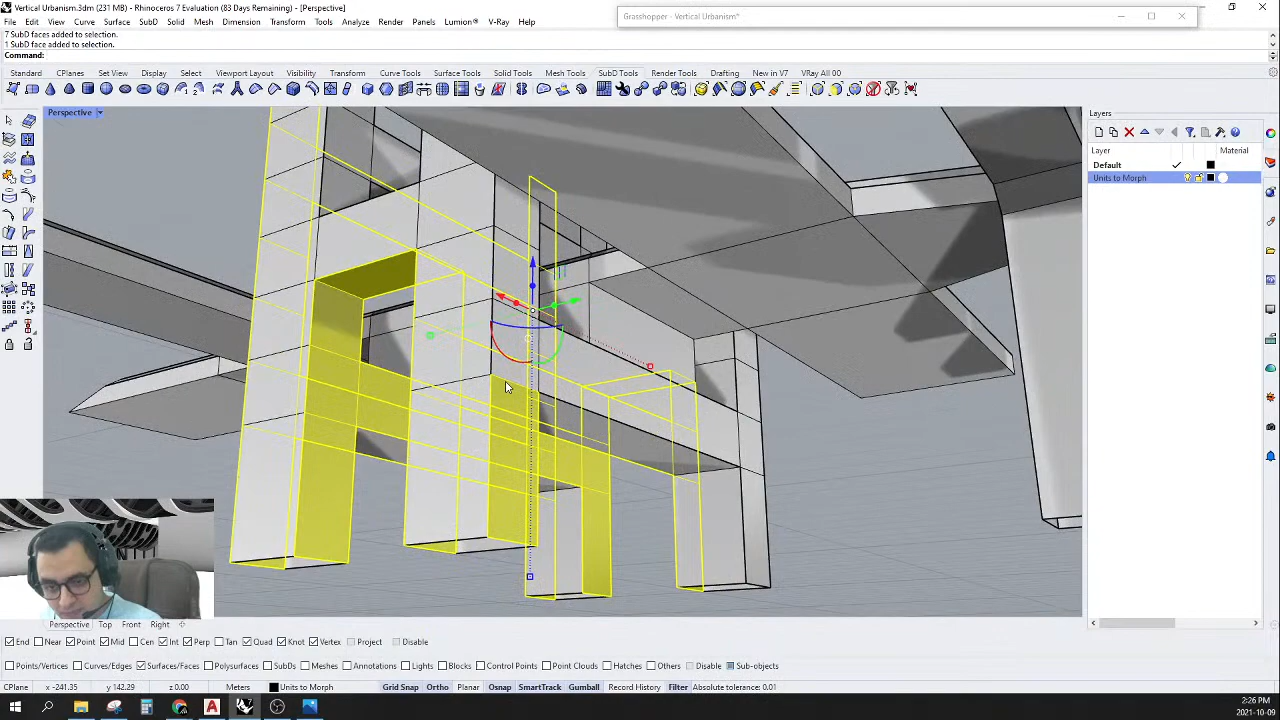 Vertical Urbanism.3dm (231 MB) - Rhinoceros 7 Evaluation (83 Days Remaining) - [Perspective]
Grasshopper - Vertical Urbanism*
File Edit View Curve Surface SubD Solid Mesh Dimension Transform Tools Analyze Render Panels Lumion® V-Ray Help
7 SubD faces added to selection.
1 SubD face added to selection.
Command:
Standard CPlanes Set View Display Select Viewport Layout Visibility Transform Curve Tools Surface Tools Solid Tools Mesh Tools SubD Tools Render Tools Drafting New in V7 VRay All 00
Perspective
Layers
Layer Material
Default
Units to Morph
Perspective Top Front Right
End Near Point Mid Cen Int Perp Tan Quad Knot Vertex Project Disable
Points/Vertices Curves/Edges Surfaces/Faces Polysurfaces SubDs Meshes Annotations Lights Blocks Control Points Point Clouds Hatches Others Disable Sub-objects
CPlane x -241.35 y 142.29 z 0.00 Meters Units to Morph Grid Snap Ortho Planar Osnap SmartTrack Gumball Record History Filter Absolute tolerance: 0.01
2:26 PM
2021-10-09